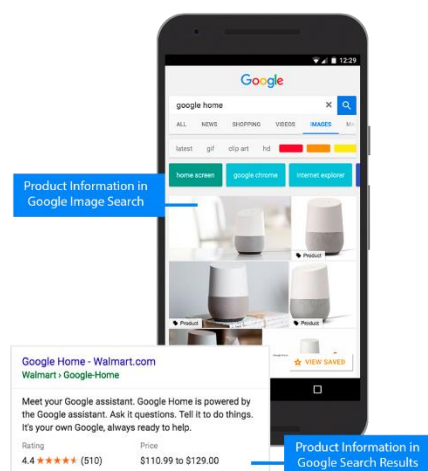 12:29
Google
google home
ALL NEWS SHOPPING VIDEOS IMAGES
latest gif clip art hd
home screen google chrome internet explorer
Product Information in
Google Image Search
Product
Product
VIEW SAVED
Google Home - Walmart.com
Walmart › Google-Home
Meet your Google assistant. Google Home is powered by
the Google assistant. Ask it questions. Tell it to do things.
It's your own Google, always ready to help.
Rating Price
4.4 ★★★★★ (510) $110.99 to $129.00
Product Information in
Google Search Results